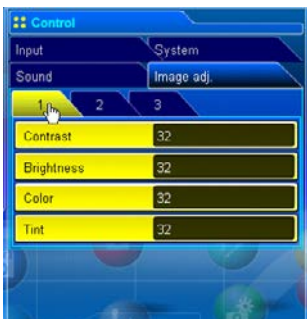 Control
Input System
Sound Image adj.
1 2 3
Contrast 32
Brightness 32
Color 32
Tint 32